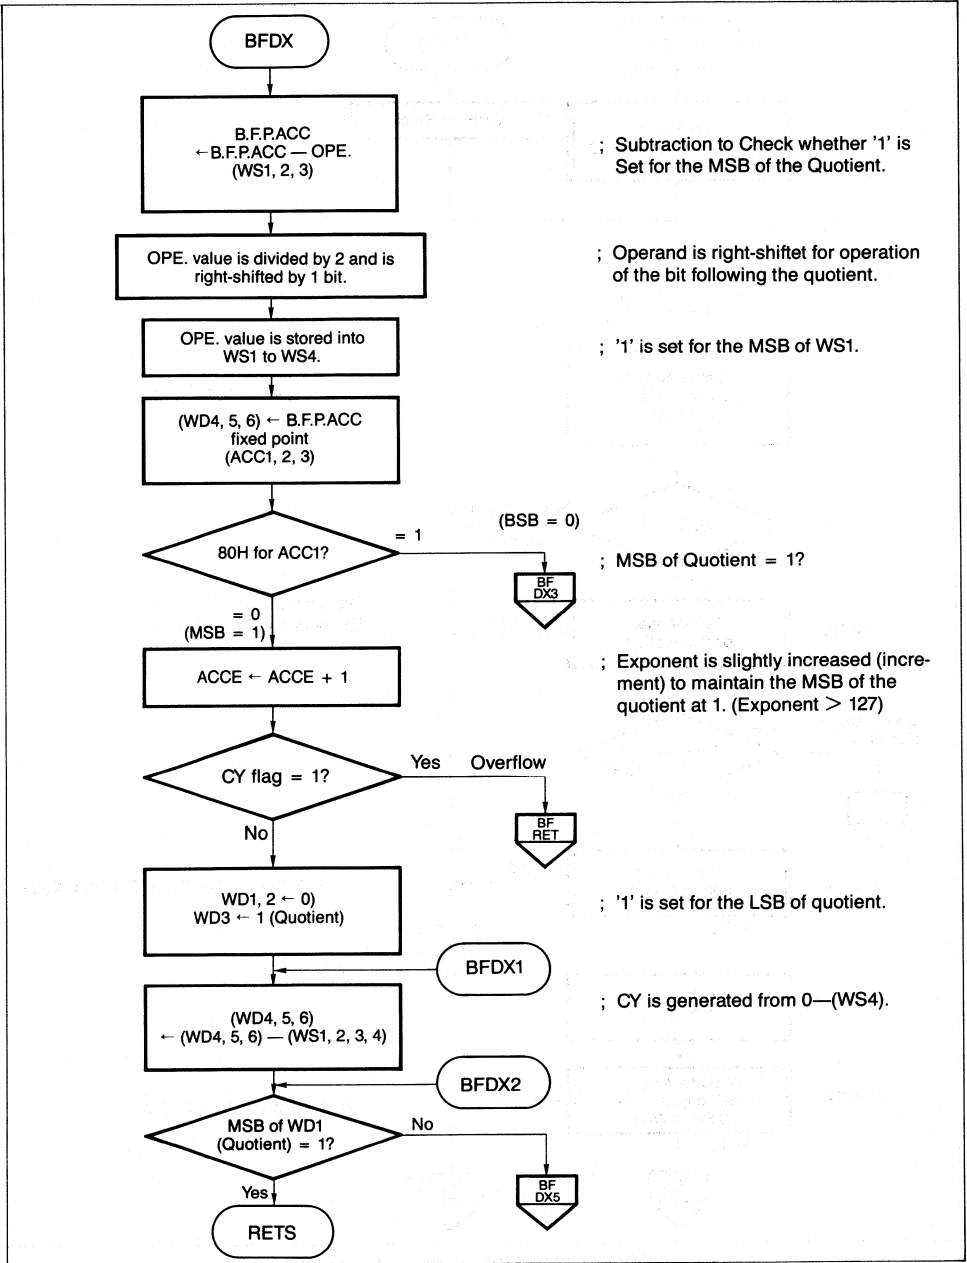 BFDX
B.F.P.ACC
←B.F.P.ACC — OPE.
(WS1, 2, 3)
; Subtraction to Check whether '1' is
Set for the MSB of the Quotient.
OPE. value is divided by 2 and is
right-shifted by 1 bit.
; Operand is right-shiftet for operation
of the bit following the quotient.
OPE. value is stored into
WS1 to WS4.
; '1' is set for the MSB of WS1.
(WD4, 5, 6) ← B.F.P.ACC
fixed point
(ACC1, 2, 3)
80H for ACC1?
= 1
(BSB = 0)
BF
DX3
; MSB of Quotient = 1?
= 0
(MSB = 1)
ACCE ← ACCE + 1
; Exponent is slightly increased (incre-
ment) to maintain the MSB of the
quotient at 1. (Exponent > 127)
CY flag = 1?
Yes Overflow
BF
RET
No
WD1, 2 ← 0)
WD3 ← 1 (Quotient)
; '1' is set for the LSB of quotient.
BFDX1
(WD4, 5, 6)
← (WD4, 5, 6) — (WS1, 2, 3, 4)
; CY is generated from 0—(WS4).
BFDX2
MSB of WD1
(Quotient) = 1?
No
BF
DX5
Yes
RETS